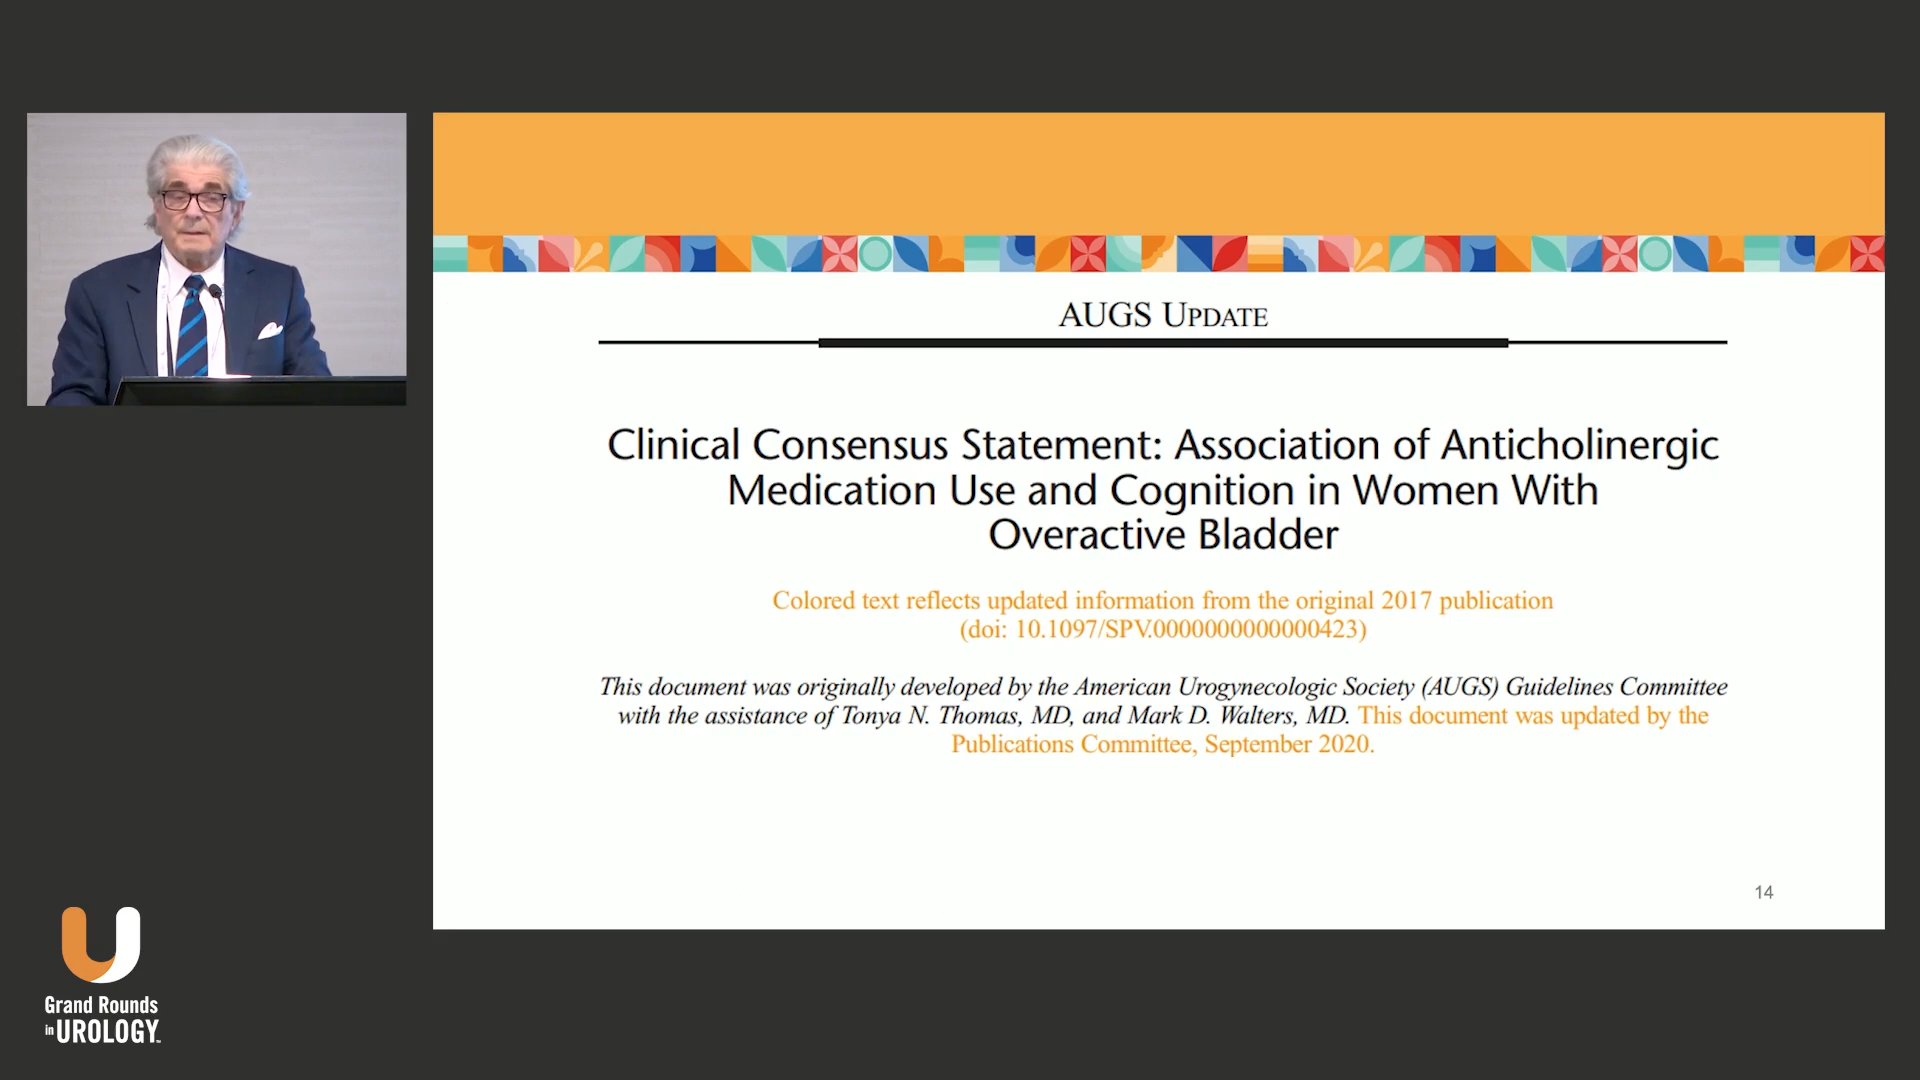 AUGS UPDATE
Clinical Consensus Statement: Association of Anticholinergic
Medication Use and Cognition in Women With
Overactive Bladder
Colored text reflects updated information from the original 2017 publication
(doi: 10.1097/SPV.0000000000000423)
This document was originally developed by the American Urogynecologic Society (AUGS) Guidelines Committee
with the assistance of Tonya N. Thomas, MD, and Mark D. Walters, MD. This document was updated by the
Publications Committee, September 2020.
14
U
Grand Rounds
in UROLOGY™